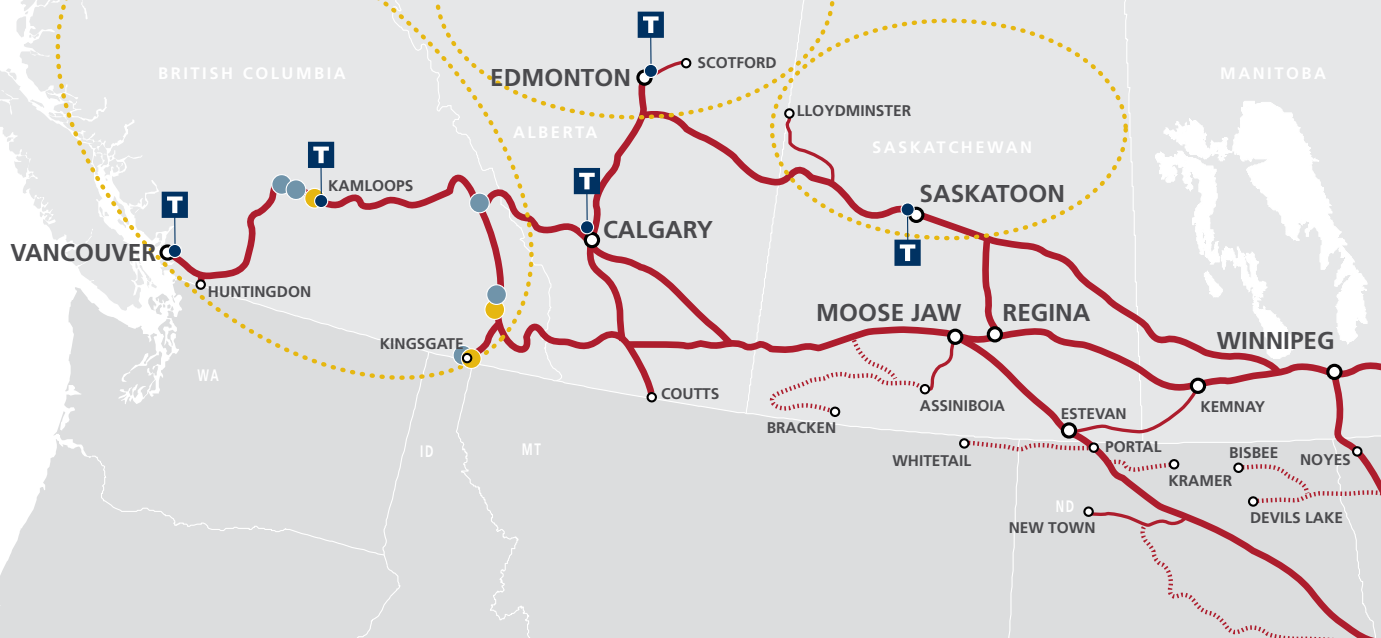 T
SCOTFORD
EDMONTON
BRITISH COLUMBIA
MANITOBA
LLOYDMINSTER
ALBERTA
SASKATCHEWAN
T
KAMLOOPS
T
SASKATOON
T
CALGARY
VANCOUVER
T
HUNTINGDON
MOOSE JAW
REGINA
KINGSGATE
WINNIPEG
WA
COUTTS
ASSINIBOIA
KEMNAY
BRACKEN
ESTEVAN
ID
MT
PORTAL
BISBEE
NOYES
WHITETAIL
KRAMER
ND
DEVILS LAKE
NEW TOWN